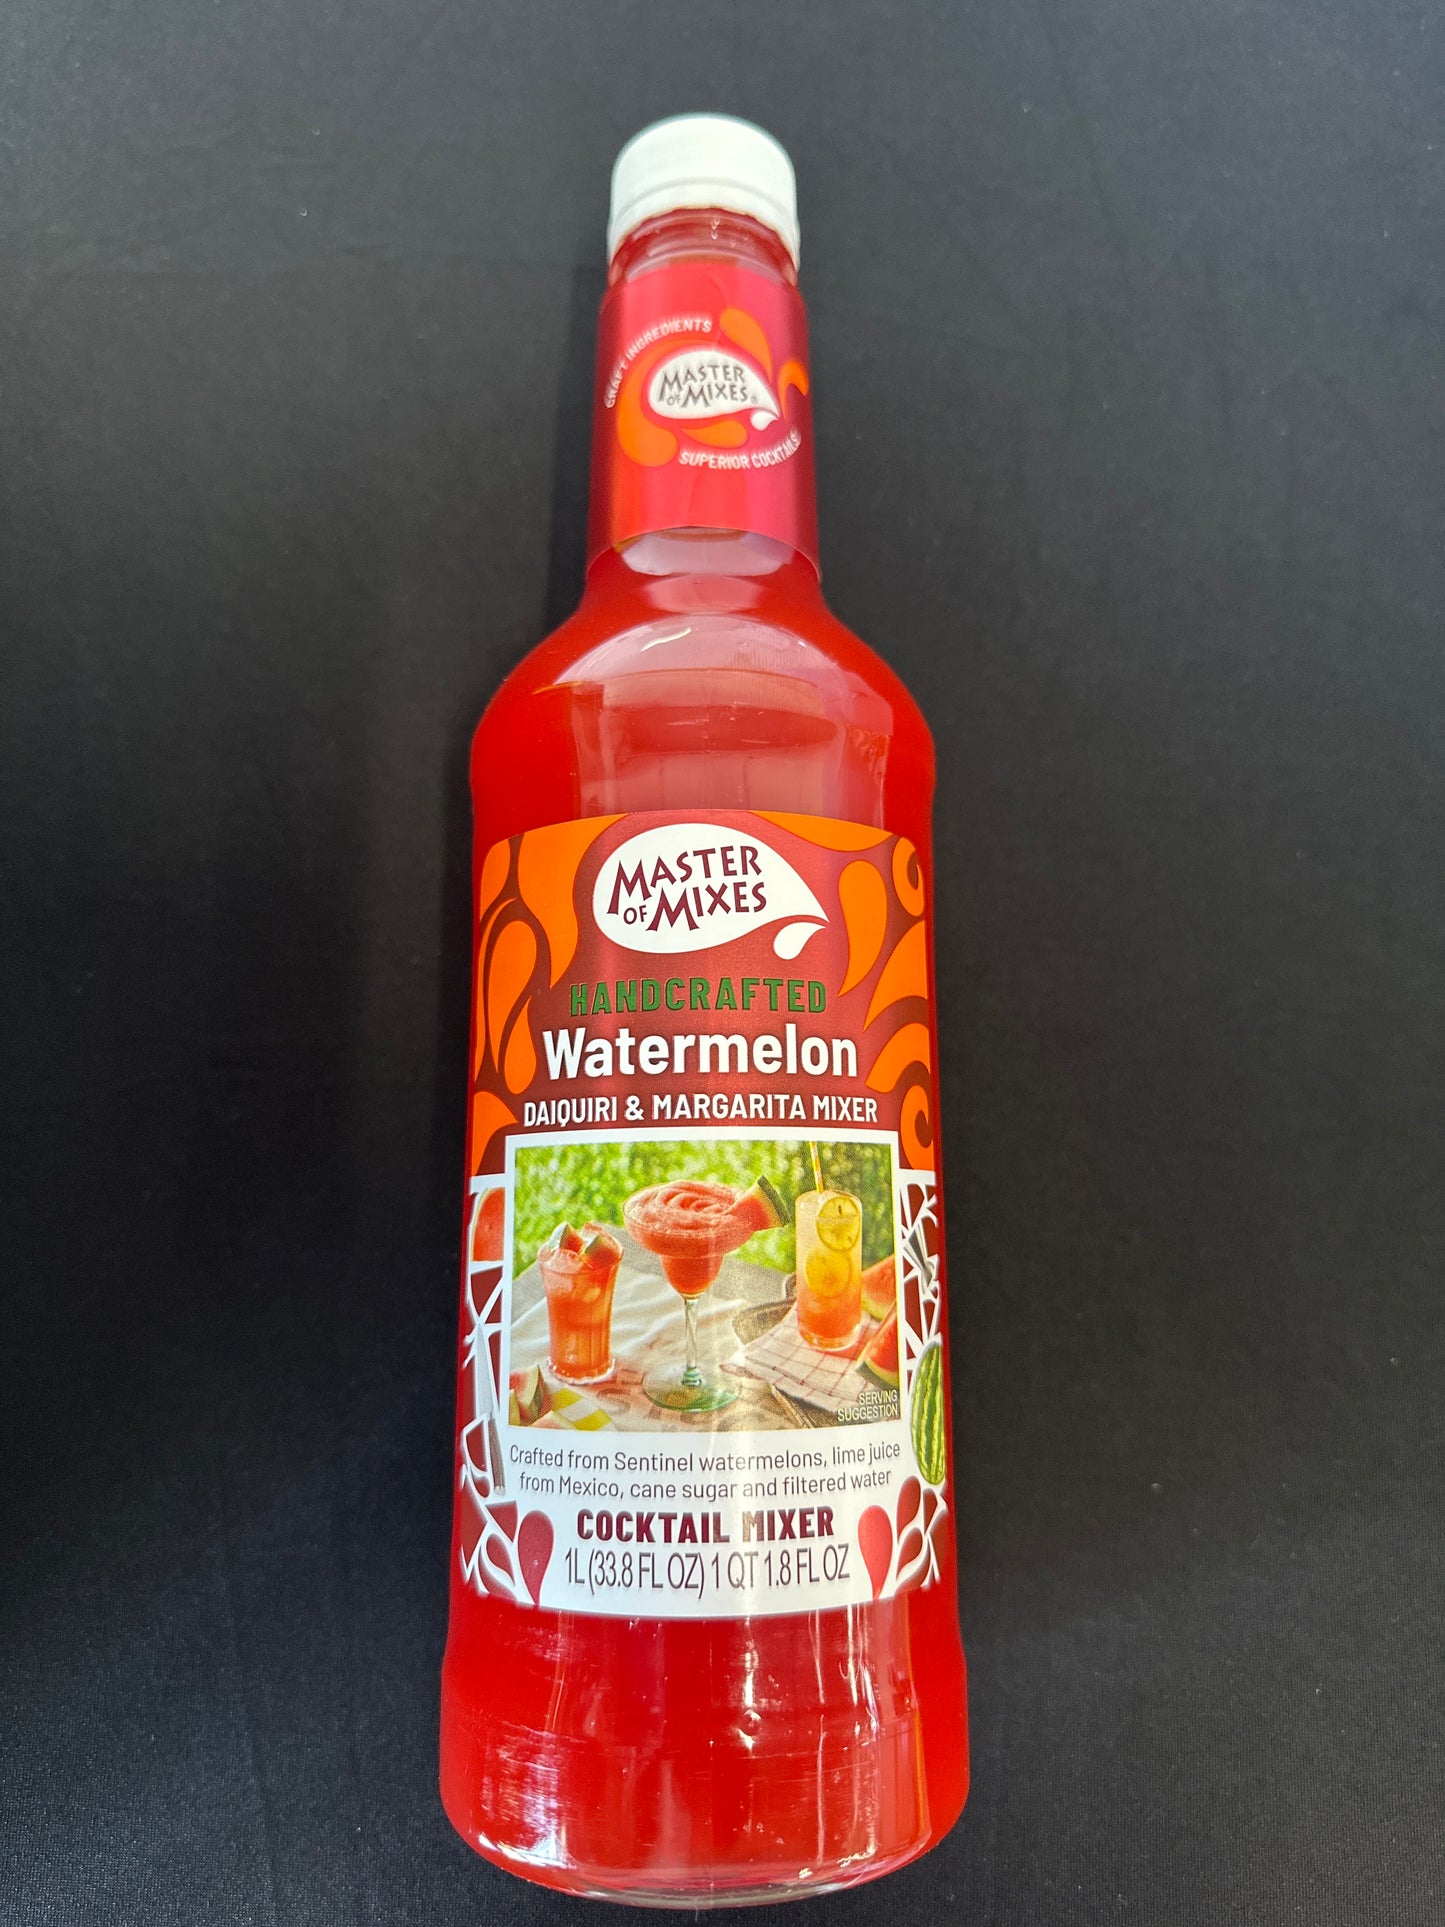 CRAFT INGREDIENTS
MASTER
OF MIXES®
SUPERIOR COCKTAILS
MASTER
OF MIXES
HANDCRAFTED
Watermelon
DAIQUIRI & MARGARITA MIXER
SERVING
SUGGESTION
Crafted from Sentinel watermelons, lime juice
from Mexico, cane sugar and filtered water
COCKTAIL MIXER
1L (33.8 FL OZ) 1 QT 1.8 FL OZ